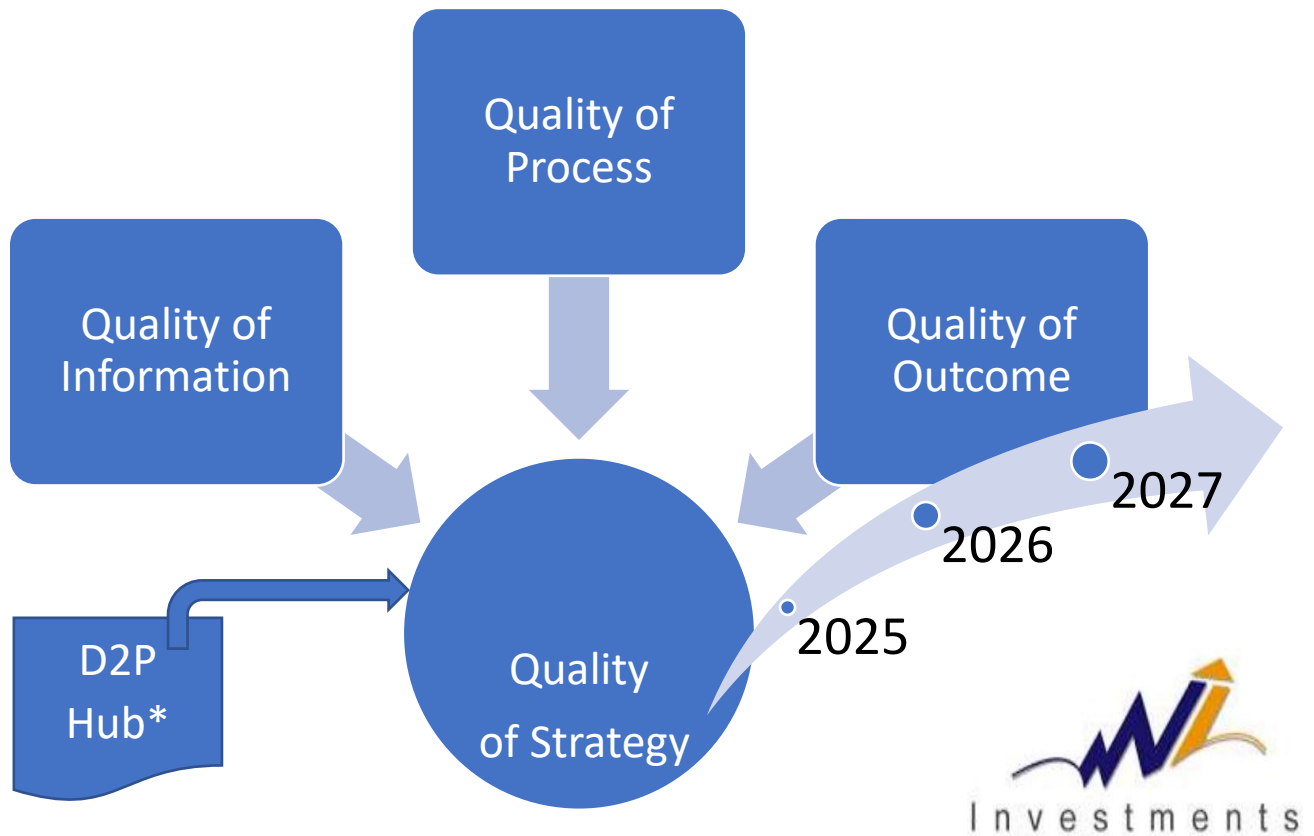 Quality of
Process
Quality of
Information
Quality of
Outcome
2027
2026
2025
D2P
Hub*
Quality
of Strategy
Investments